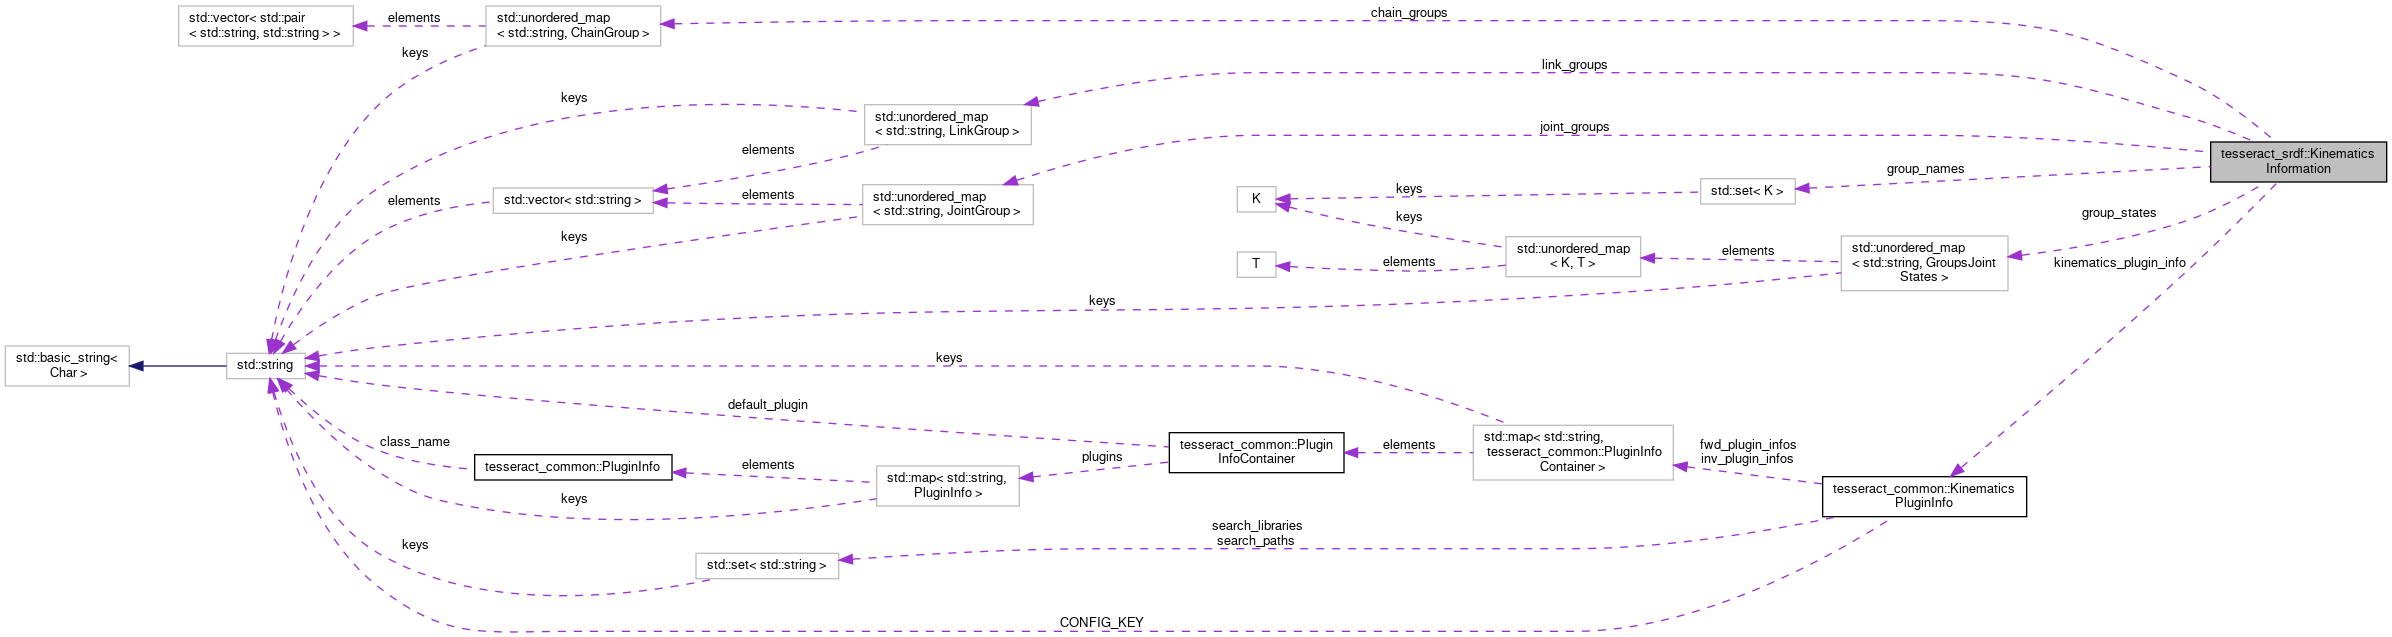 chain_groups
std::vector< std::pair
< std::string, std::string > >
elements
std::unordered_map
< std::string, ChainGroup >
keys
link_groups
keys
std::unordered_map
< std::string, LinkGroup >
joint_groups
elements
tesseract_srdf::Kinematics
Information
group_names
std::vector< std::string >
elements
elements
std::unordered_map
< std::string, JointGroup >
K
keys
std::set< K >
keys
group_states
keys
T
elements
std::unordered_map
< K, T >
elements
std::unordered_map
< std::string, GroupsJoint
States >
kinematics_plugin_info
keys
std::basic_string<
Char >
std::string
keys
default_plugin
class_name
tesseract_common::PluginInfo
elements
std::map< std::string,
PluginInfo >
plugins
tesseract_common::Plugin
InfoContainer
elements
std::map< std::string,
tesseract_common::PluginInfo
Container >
fwd_plugin_infos
inv_plugin_infos
tesseract_common::Kinematics
PluginInfo
keys
search_libraries
search_paths
keys
std::set< std::string >
CONFIG_KEY